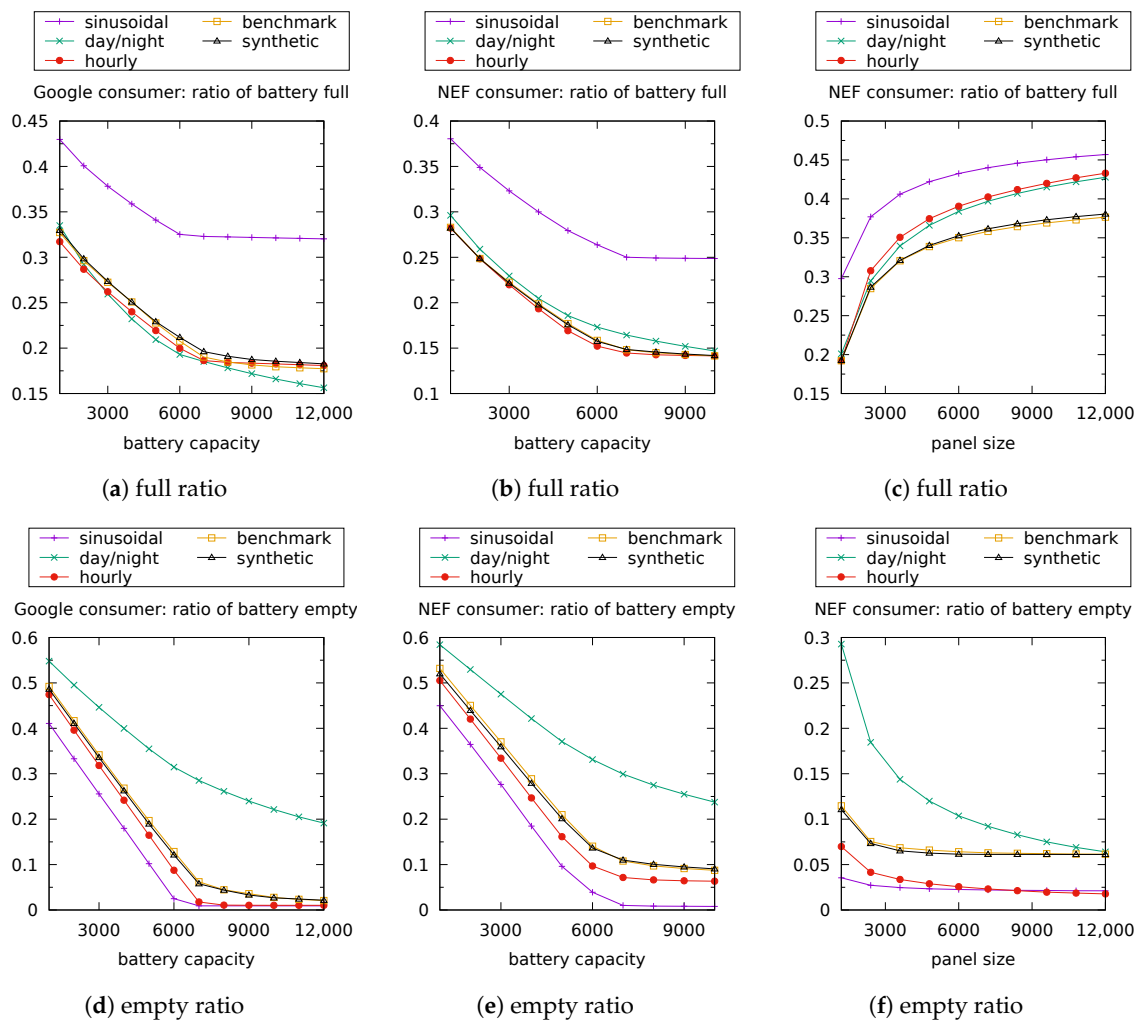 sinusoidal benchmark
day/night synthetic
hourly
Google consumer: ratio of battery full
0.45
0.4
0.35
0.3
0.25
0.2
0.15
3000 6000 9000 12,000
battery capacity
(a) full ratio
sinusoidal benchmark
day/night synthetic
hourly
NEF consumer: ratio of battery full
0.4
0.35
0.3
0.25
0.2
0.15
0.1
3000 6000 9000
battery capacity
(b) full ratio
sinusoidal benchmark
day/night synthetic
hourly
NEF consumer: ratio of battery full
0.5
0.45
0.4
0.35
0.3
0.25
0.2
0.15
3000 6000 9000 12,000
panel size
(c) full ratio
sinusoidal benchmark
day/night synthetic
hourly
Google consumer: ratio of battery empty
0.6
0.5
0.4
0.3
0.2
0.1
0
3000 6000 9000 12,000
battery capacity
(d) empty ratio
sinusoidal benchmark
day/night synthetic
hourly
NEF consumer: ratio of battery empty
0.6
0.5
0.4
0.3
0.2
0.1
0
3000 6000 9000
battery capacity
(e) empty ratio
sinusoidal benchmark
day/night synthetic
hourly
NEF consumer: ratio of battery empty
0.3
0.25
0.2
0.15
0.1
0.05
0
3000 6000 9000 12,000
panel size
(f) empty ratio